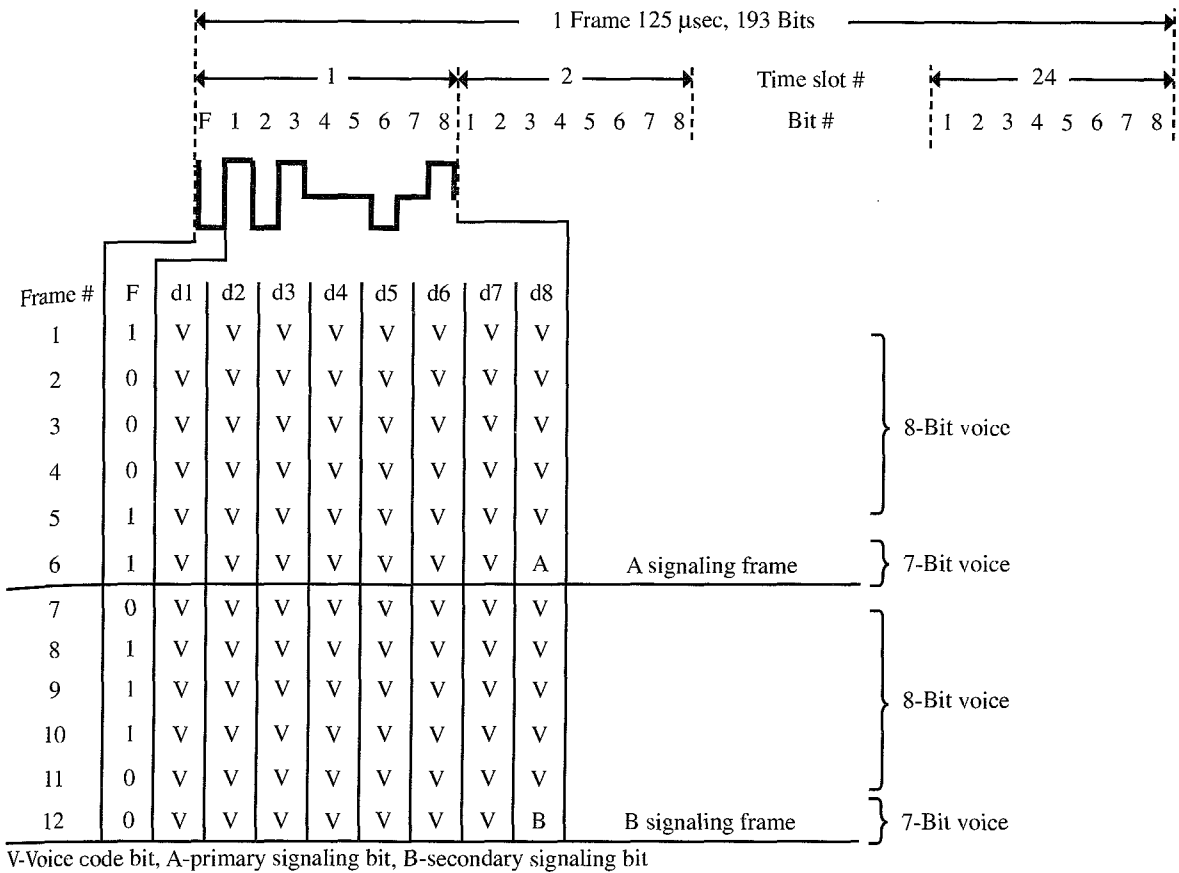 1 Frame 125 μsec, 193 Bits
1 2 Time slot # 24
F 1 2 3 4 5 6 7 8 1 2 3 4 5 6 7 8 Bit # 1 2 3 4 5 6 7 8
Frame # F d1 d2 d3 d4 d5 d6 d7 d8
1 1 V V V V V V V V
2 0 V V V V V V V V
3 0 V V V V V V V V
8-Bit voice
4 0 V V V V V V V V
5 1 V V V V V V V V
6 1 V V V V V V V A A signaling frame 7-Bit voice
7 0 V V V V V V V V
8 1 V V V V V V V V
9 1 V V V V V V V V
8-Bit voice
10 1 V V V V V V V V
11 0 V V V V V V V V
12 0 V V V V V V V B B signaling frame 7-Bit voice
V-Voice code bit, A-primary signaling bit, B-secondary signaling bit